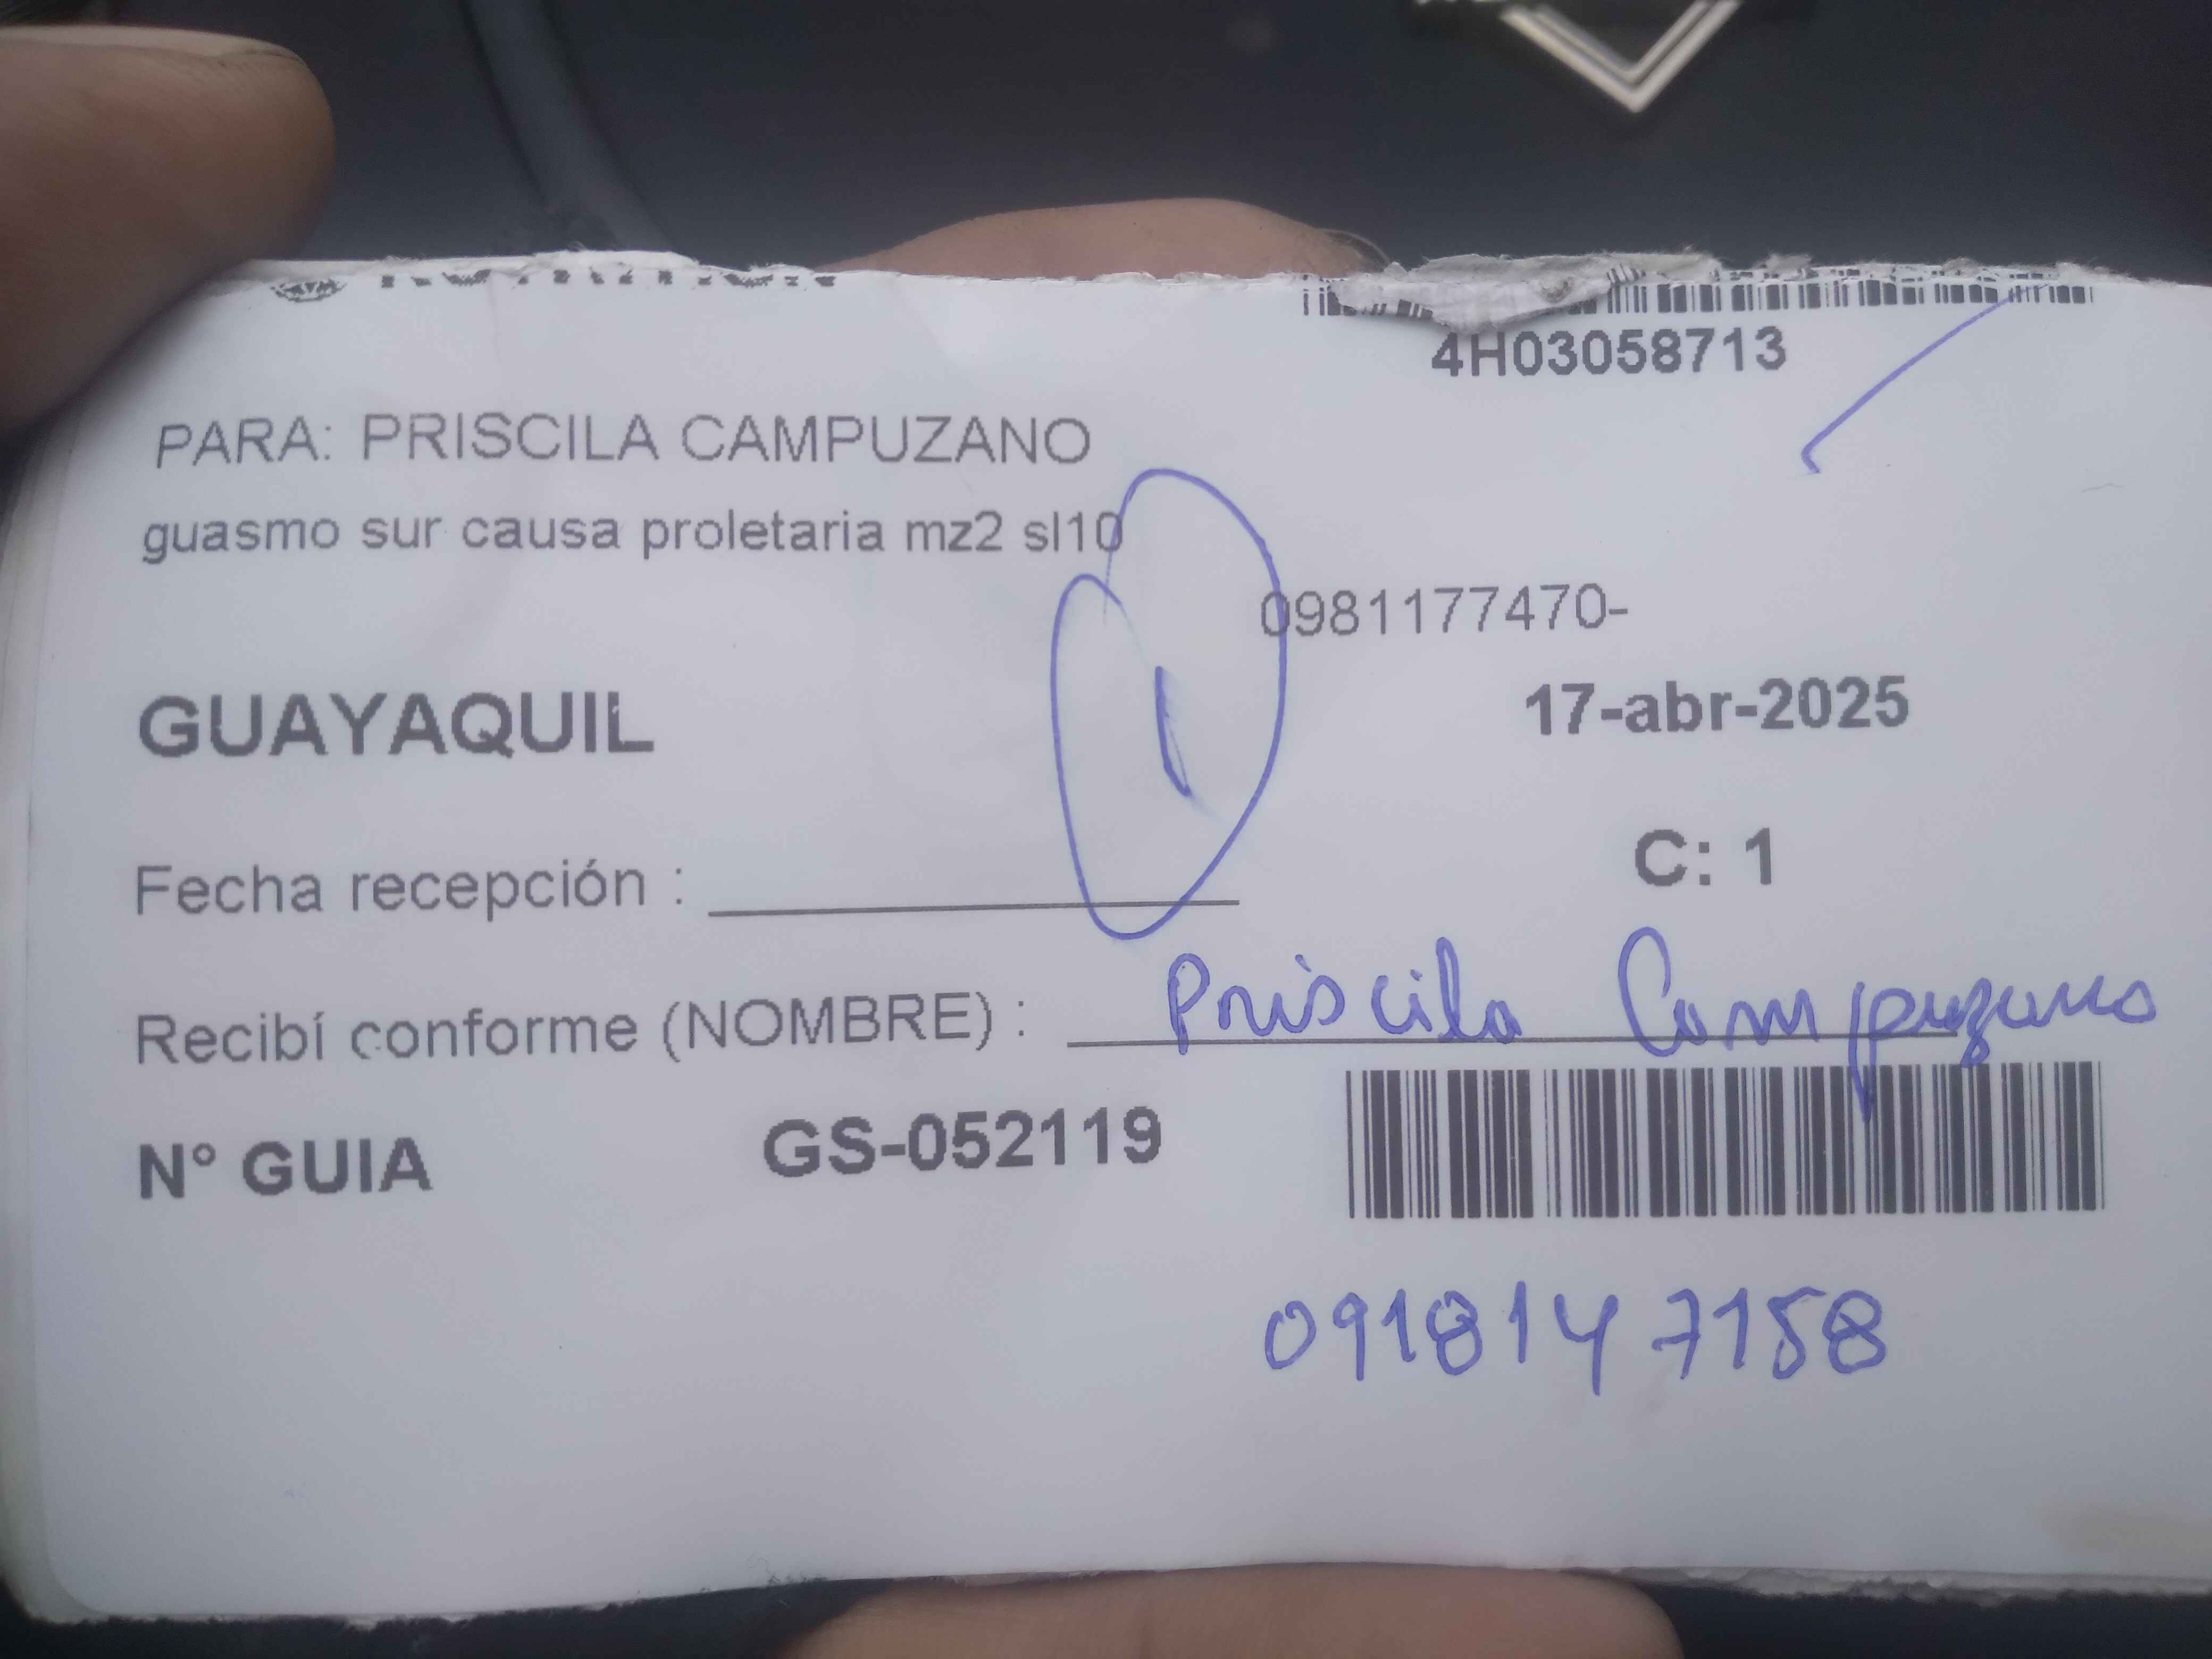 4H03058713
PARA: PRISCILA CAMPUZANO
guasmo sur causa proletaria mz2 sl10
0981177470-
GUAYAQUIL
17-abr-2025
1
C: 1
Fecha recepción : 
Recibí conforme (NOMBRE) : Priscila Campuzano
N° GUIA GS-052119
0918147158